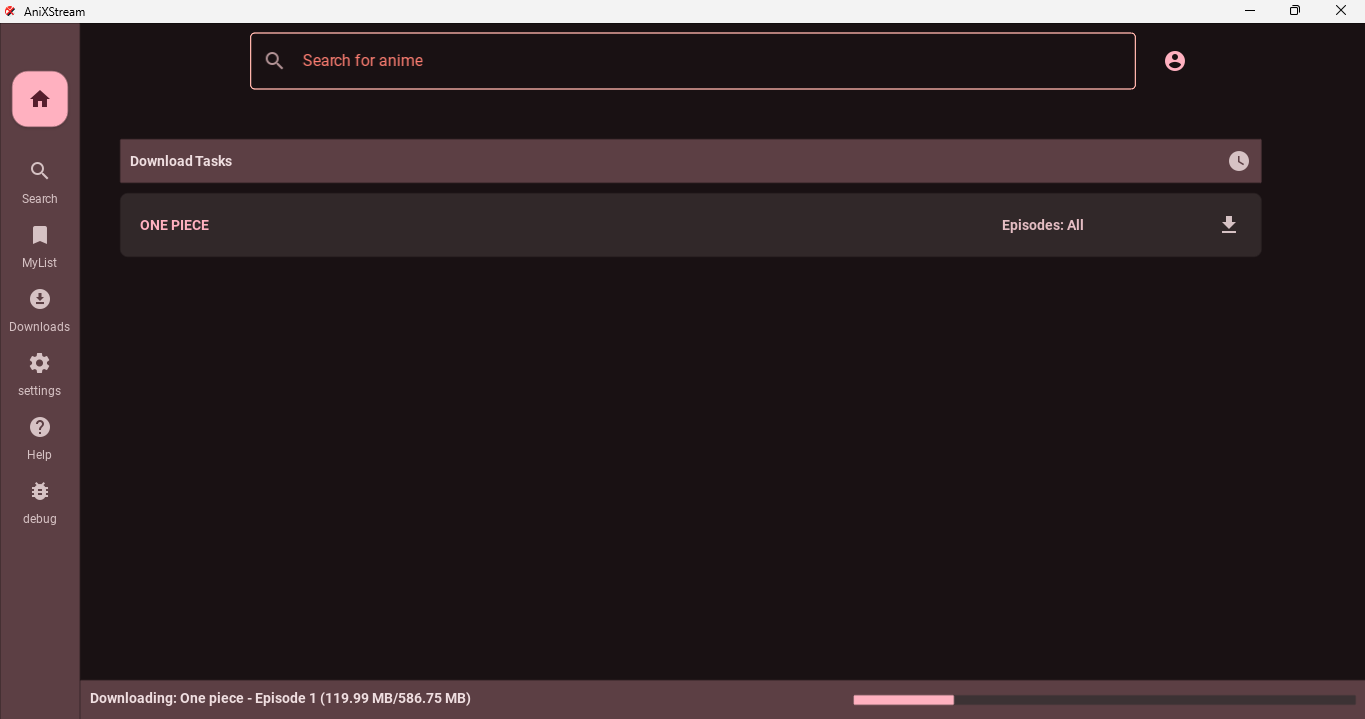 AniXStream
Search for anime
Search
MyList
Downloads
settings
Help
debug
Download Tasks
ONE PIECE
Episodes: All
Downloading: One piece - Episode 1 (119.99 MB/586.75 MB)